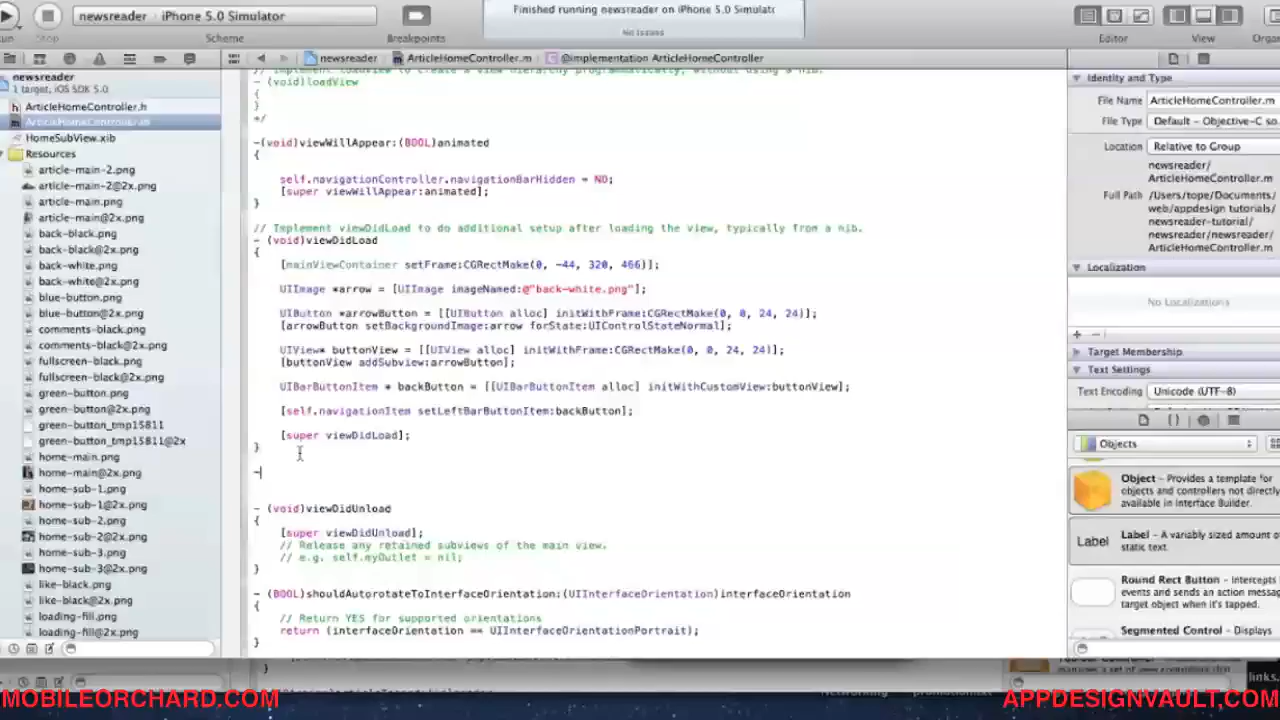 newsreader
iPhone 5.0 Simulator
Finished running newsreader on iPhone 5.0 Simulator
No Issues
Run
Stop
Scheme
Breakpoints
Editor
View
Organ
newsreader
ArticleHomeController.m
@implementation ArticleHomeController
newsreader
1 target, iOS SDK 5.0
ArticleHomeController.h
ArticleHomeController.m
HomeSubView.xib
Resources
article-main-2.png
article-main-2@2x.png
article-main.png
article-main@2x.png
back-black.png
back-black@2x.png
back-white.png
back-white@2x.png
blue-button.png
blue-button@2x.png
comments-black.png
comments-black@2x.png
fullscreen-black.png
fullscreen-black@2x.png
green-button.png
green-button@2x.png
green-button_tmp15811
green-button_tmp15811@2x
home-main.png
home-main@2x.png
home-sub-1.png
home-sub-1@2x.png
home-sub-2.png
home-sub-2@2x.png
home-sub-3.png
home-sub-3@2x.png
like-black.png
like-black@2x.png
loading-fill.png
loading-fill@2x.png
// Implement loadView to create a view hierarchy programmatically, without using a nib.
- (void)loadView
{
}
*/
-(void)viewWillAppear:(BOOL)animated
{
self.navigationController.navigationBarHidden = NO;
[super viewWillAppear:animated];
}
// Implement viewDidLoad to do additional setup after loading the view, typically from a nib.
- (void)viewDidLoad
{
[mainViewContainer setFrame:CGRectMake(0, -44, 320, 466)];
UIImage *arrow = [UIImage imageNamed:@"back-white.png"];
UIButton *arrowButton = [[UIButton alloc] initWithFrame:CGRectMake(0, 0, 24, 24)];
[arrowButton setBackgroundImage:arrow forState:UIControlStateNormal];
UIView* buttonView = [[UIView alloc] initWithFrame:CGRectMake(0, 0, 24, 24)];
[buttonView addSubview:arrowButton];
UIBarButtonItem * backButton = [[UIBarButtonItem alloc] initWithCustomView:buttonView];
[self.navigationItem setLeftBarButtonItem:backButton];
[super viewDidLoad];
}
-
- (void)viewDidUnload
{
[super viewDidUnload];
// Release any retained subviews of the main view.
// e.g. self.myOutlet = nil;
}
- (BOOL)shouldAutorotateToInterfaceOrientation:(UIInterfaceOrientation)interfaceOrientation
{
// Return YES for supported orientations
return (interfaceOrientation == UIInterfaceOrientationPortrait);
}
Identity and Type
File Name ArticleHomeController.m
File Type Default - Objective-C so
Location Relative to Group
newsreader/
ArticleHomeController.m
Full Path /Users/tope/Documents/
web/appdesign tutorials/
newsreader-tutorial/
newsreader/newsreader/
ArticleHomeController.m
Localization
No Localizations
Target Membership
Text Settings
Text Encoding Unicode (UTF-8)
Objects
Object - Provides a template for
objects and controllers not directly
available in Interface Builder.
Label
Label - A variably sized amount o
static text.
Round Rect Button - Intercepts
events and sends an action messag
target object when it's tapped.
Segmented Control - Displays
links.
MOBILEORCHARD.COM
APPDESIGNVAULT.COM